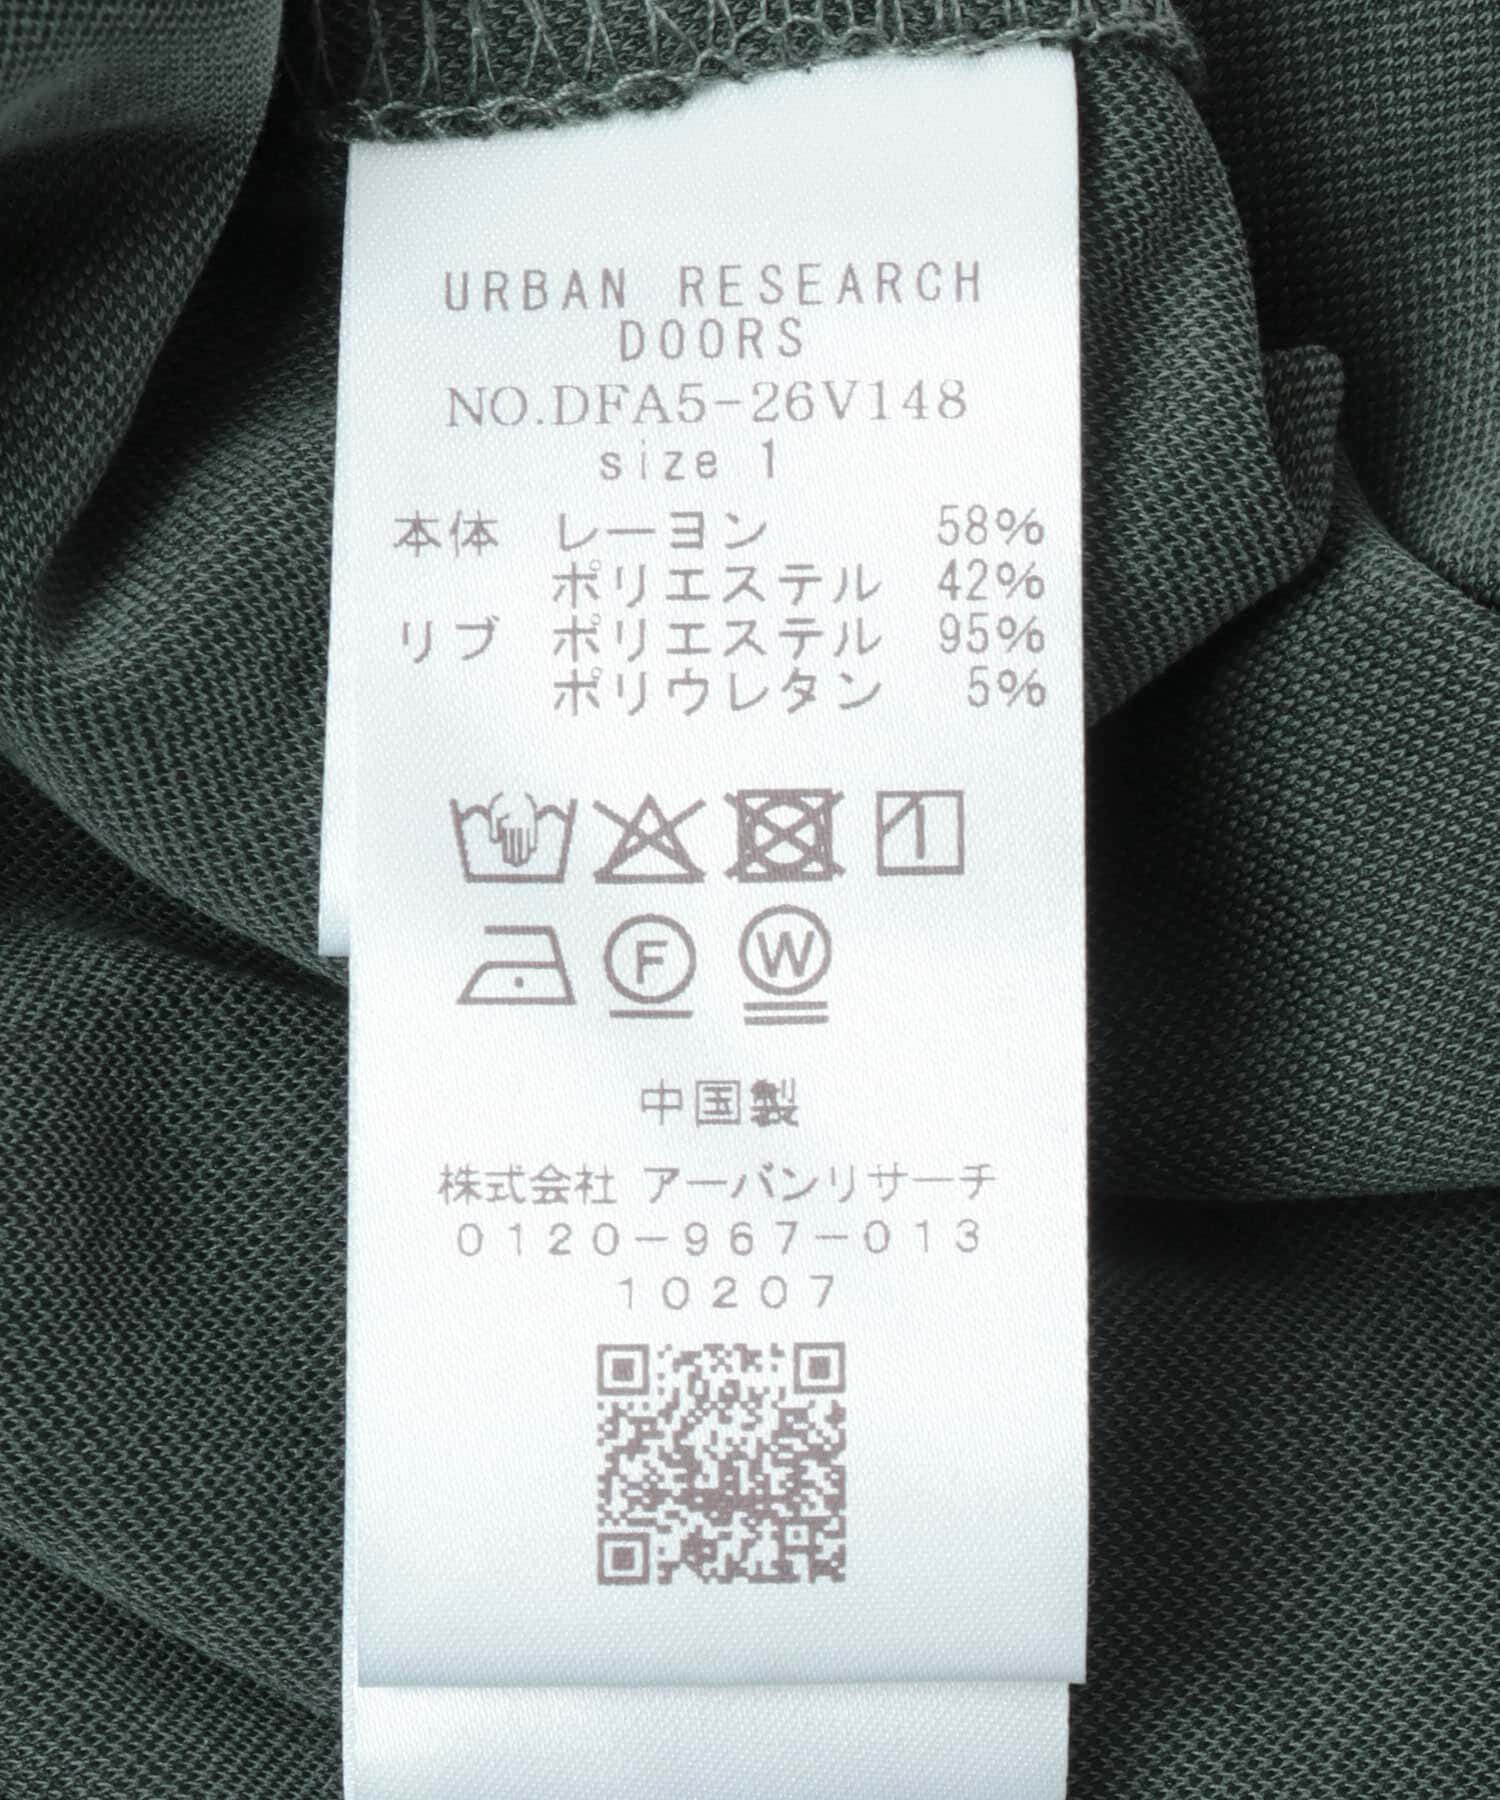 URBAN RESEARCH
DOORS
NO.DFA5-26V148
size 1
本体 レーヨン 58%
ポリエステル 42%
リブ ポリエステル 95%
ポリウレタン 5%
F
W
中国製
株式会社 アーバンリサーチ
0120-967-013
10207